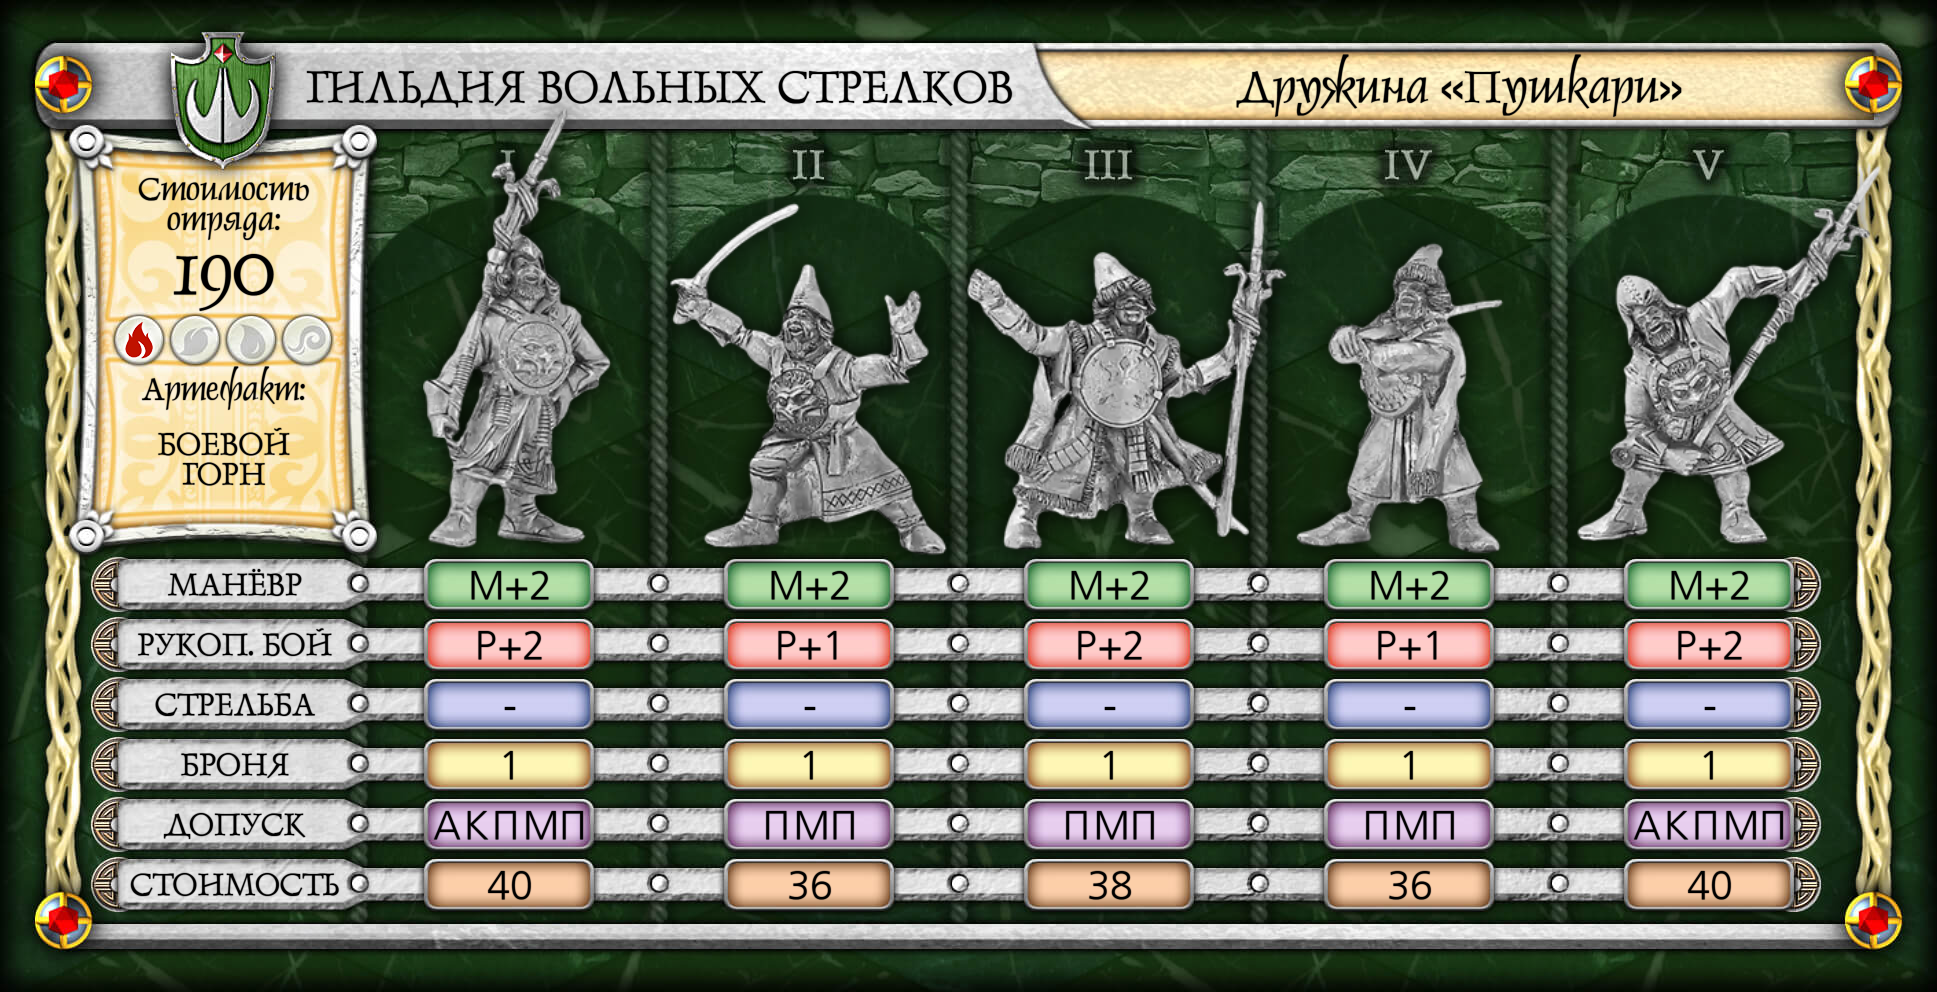 ГИЛЬДИЯ ВОЛЬНЫХ СТРЕЛКОВ
Дружина «Пушкари»
I II III IV V
Стоимость
отряда:
190
Артефакт:
БОЕВОЙ
ГОРН
МАНЁВР M+2 M+2 M+2 M+2 M+2
РУКОП. БОЙ P+2 P+1 P+2 P+1 P+2
СТРЕЛЬБА - - - - -
БРОНЯ 1 1 1 1 1
ДОПУСК АКПМП ПМП ПМП ПМП АКПМП
СТОИМОСТЬ 40 36 38 36 40